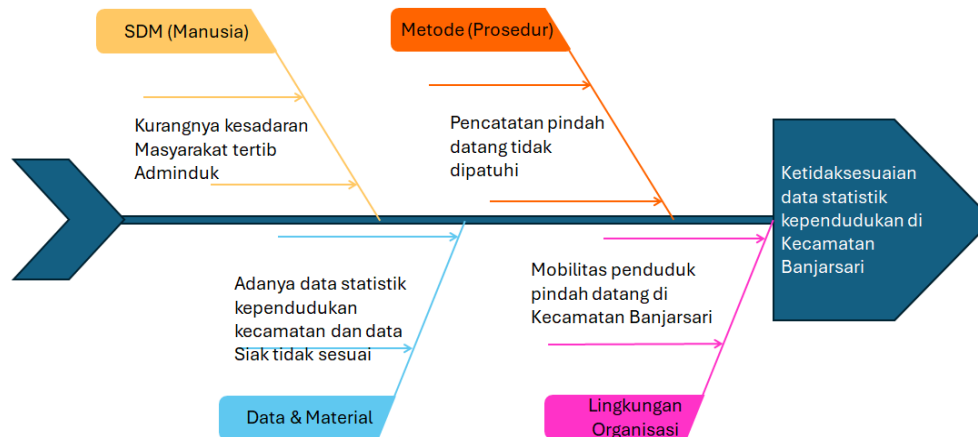 SDM (Manusia)
Metode (Prosedur)
Kurangnya kesadaran
Masyarakat tertib
Adminduk
Pencatatan pindah
datang tidak
dipatuhi
Ketidaksesuaian
data statistik
kependudukan di
Kecamatan
Banjarsari
Adanya data statistik
kependudukan
kecamatan dan data
Siak tidak sesuai
Mobilitas penduduk
pindah datang di
Kecamatan Banjarsari
Data & Material
Lingkungan
Organisasi